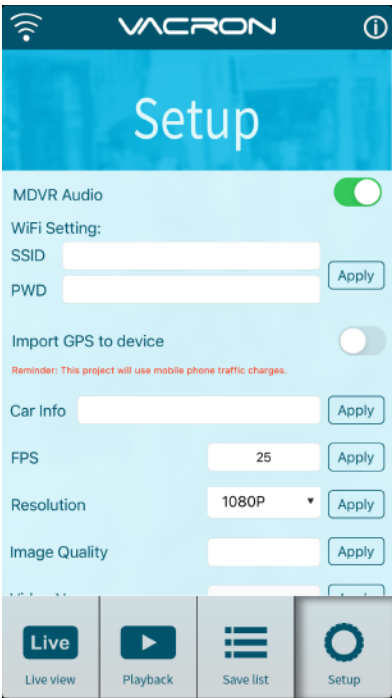 VACRON
Setup
MDVR Audio
WiFi Setting:
SSID
Apply
PWD
Import GPS to device
Reminder: This project will use mobile phone traffic charges.
Car Info Apply
FPS 25 Apply
Resolution 1080P Apply
Image Quality Apply
Live
Live view Playback Save list Setup